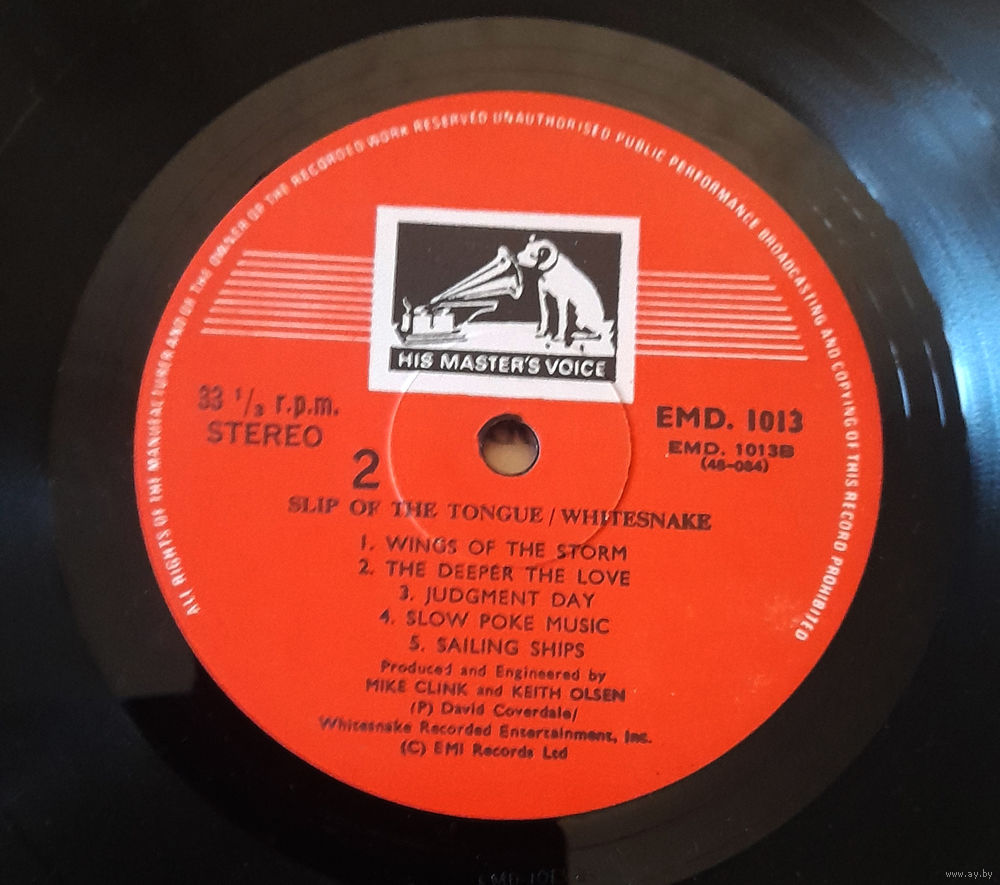 ALL RIGHTS OF THE MANUFACTURER AND OF THE OWNER OF THE RECORDED WORK RESERVED UNAUTHORISED PUBLIC PERFORMANCE BROADCASTING AND COPYING OF THIS RECORD PROHIBITED
HIS MASTER'S VOICE
33 1/3 r.p.m.
STEREO
2
EMD. 1013
EMD. 1013B
(48-084)
SLIP OF THE TONGUE / WHITESNAKE
1. WINGS OF THE STORM
2. THE DEEPER THE LOVE
3. JUDGMENT DAY
4. SLOW POKE MUSIC
5. SAILING SHIPS
Produced and Engineered by
MIKE CLINK and KEITH OLSEN
(P) David Coverdale/
Whitesnake Recorded Entertainment, Inc.
(C) EMI Records Ltd
www.ay.by